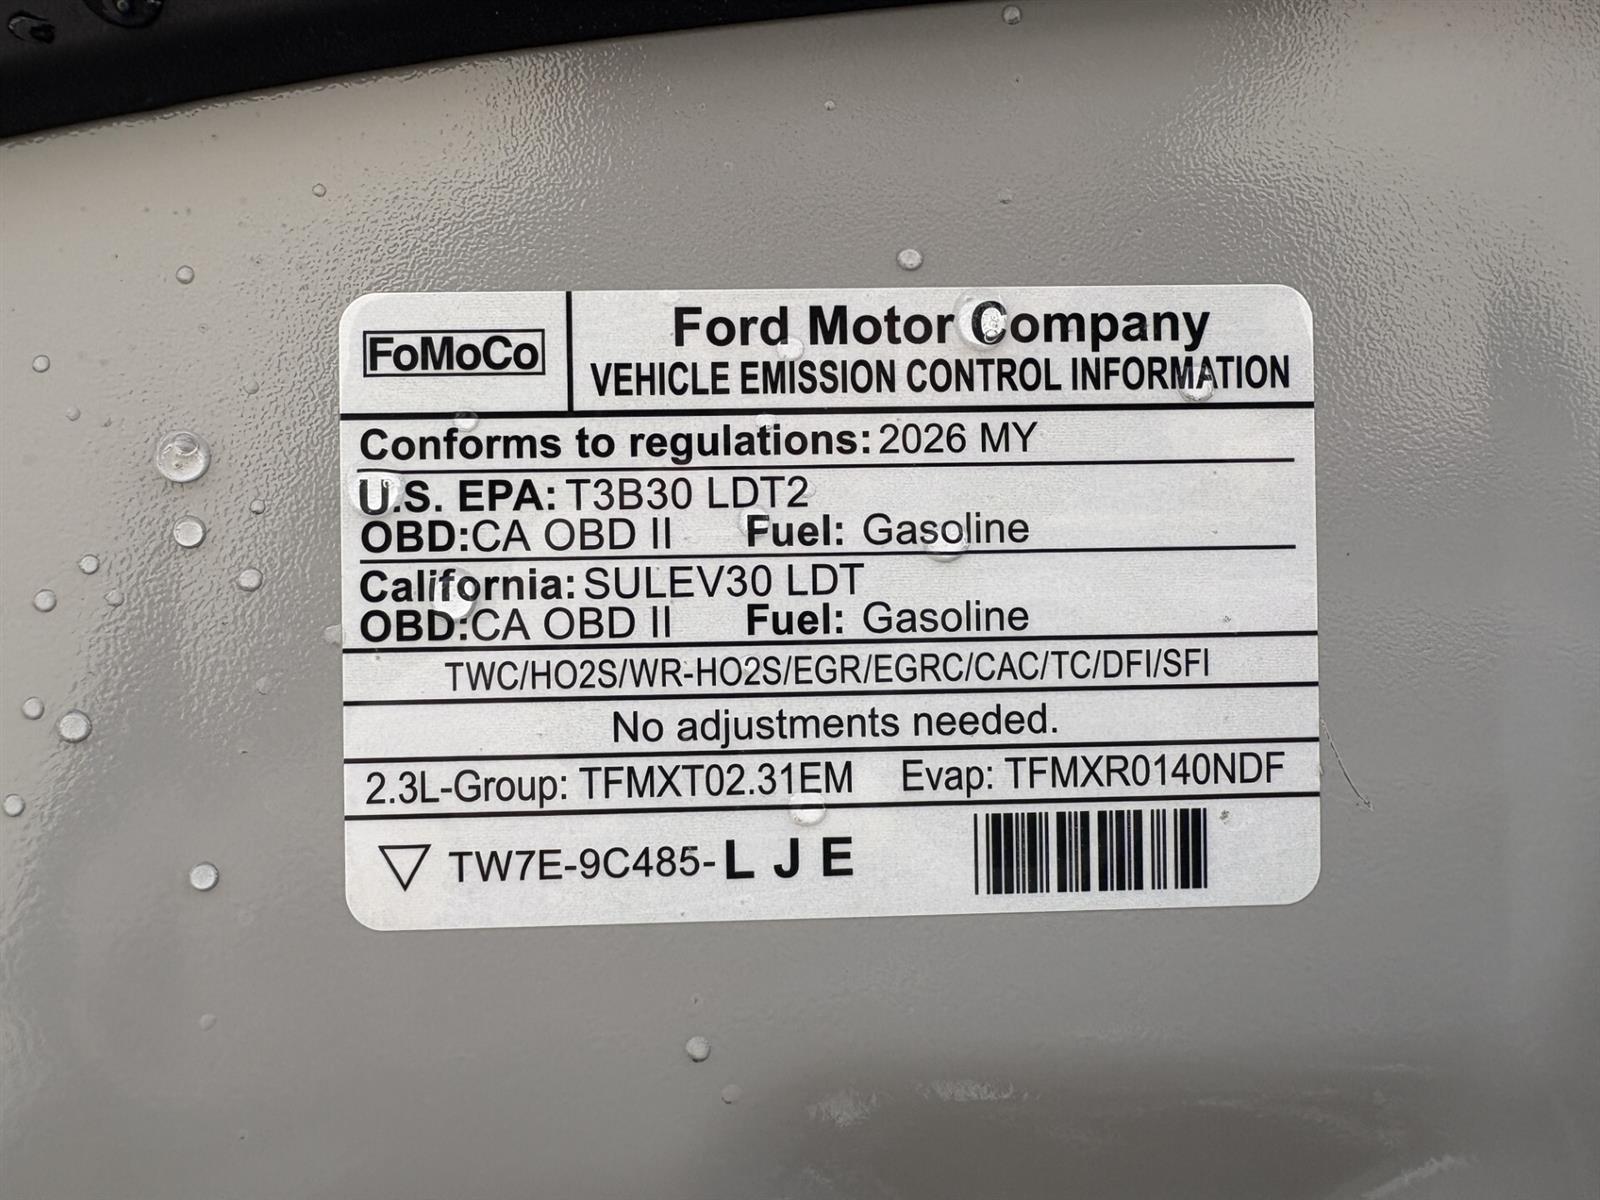 FoMoCo
Ford Motor Company
VEHICLE EMISSION CONTROL INFORMATION
Conforms to regulations: 2026 MY
U.S. EPA: T3B30 LDT2
OBD:CA OBD II Fuel: Gasoline
California: SULEV30 LDT
OBD:CA OBD II Fuel: Gasoline
TWC/HO2S/WR-HO2S/EGR/EGRC/CAC/TC/DFI/SFI
No adjustments needed.
2.3L-Group: TFMXT02.31EM Evap: TFMXR0140NDF
TW7E-9C485-L J E